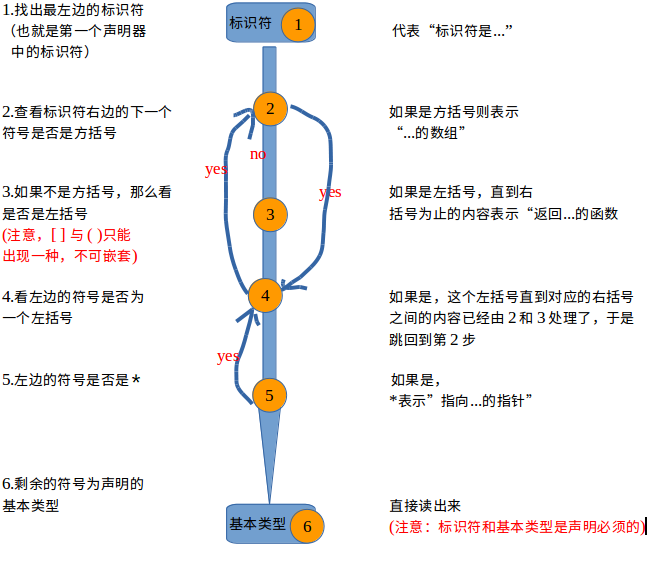 1.找出最左边的标识符
（也就是第一个声明器
中的标识符）
标识符 1
代表“标识符是...”
2.查看标识符右边的下一个
符号是否是方括号
2
如果是方括号则表示
“...的数组”
no
yes
yes
3.如果不是方括号，那么看
是否是左括号
(注意，[ ] 与 ( )只能
出现一种，不可嵌套)
3
如果是左括号，直到右
括号为止的内容表示“返回...的函数
4.看左边的符号是否为
一个左括号
4
如果是，这个左括号直到对应的右括号
之间的内容已经由 2 和 3 处理了，于是
跳回到第 2 步
yes
5.左边的符号是否是*
5
如果是，
*表示”指向...的指针”
6.剩余的符号为声明的
基本类型
基本类型 6
直接读出来
(注意：标识符和基本类型是声明必须的)